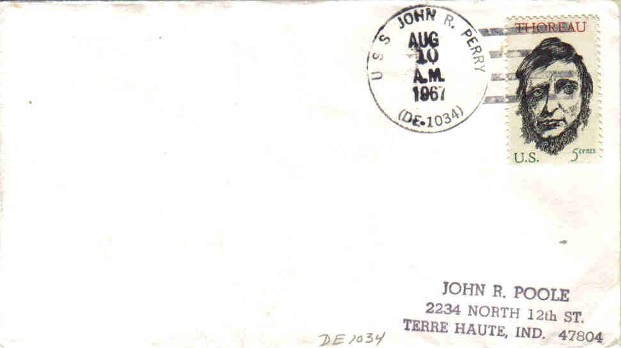 U S S JOHN R. PERRY
AUG
10
A.M.
1967
(DE-1034)
THOREAU
U.S. 5 cents
JOHN R. POOLE
2234 NORTH 12th ST.
TERRE HAUTE, IND. 47804
DE 1034